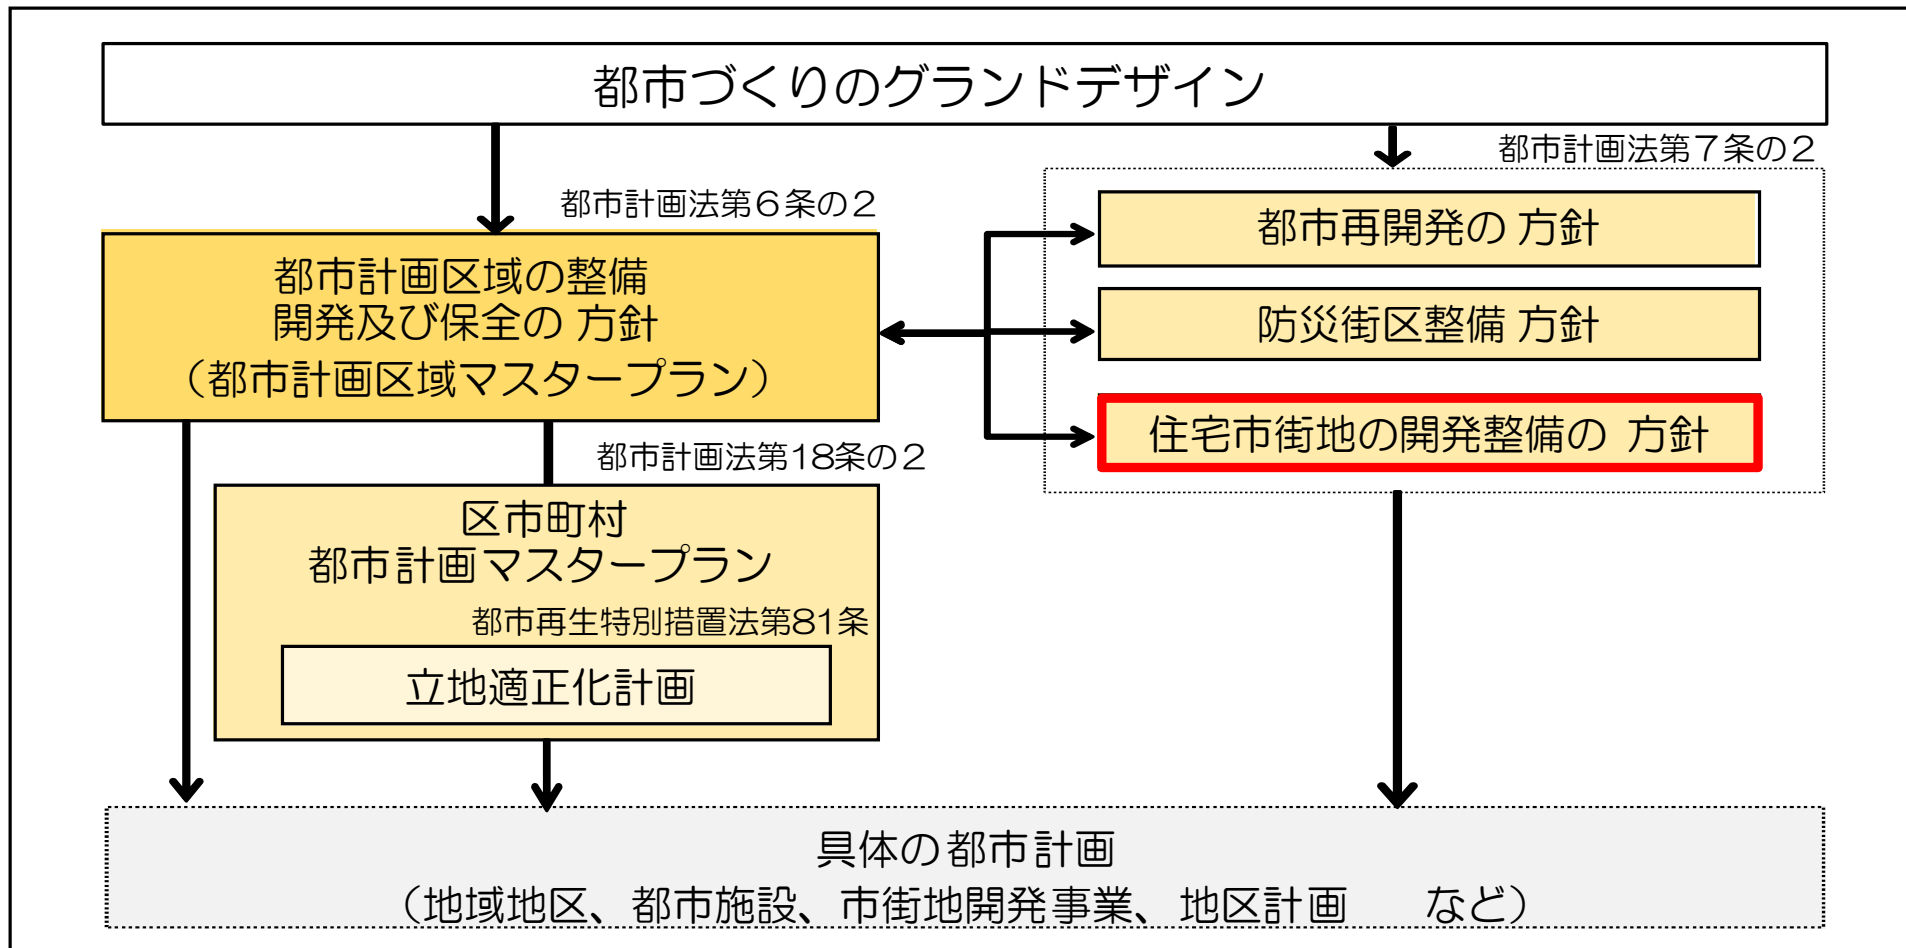 都市づくりのグランドデザイン
都市計画法第７条の２
都市計画法第６条の２
都市再開発の 方針
都市計画区域の整備
開発及び保全の 方針
（都市計画区域マスタープラン）
防災街区整備 方針
住宅市街地の開発整備の 方針
都市計画法第18条の２
区市町村
都市計画マスタープラン
都市再生特別措置法第81条
立地適正化計画
具体の都市計画
（地域地区、都市施設、市街地開発事業、地区計画　など）